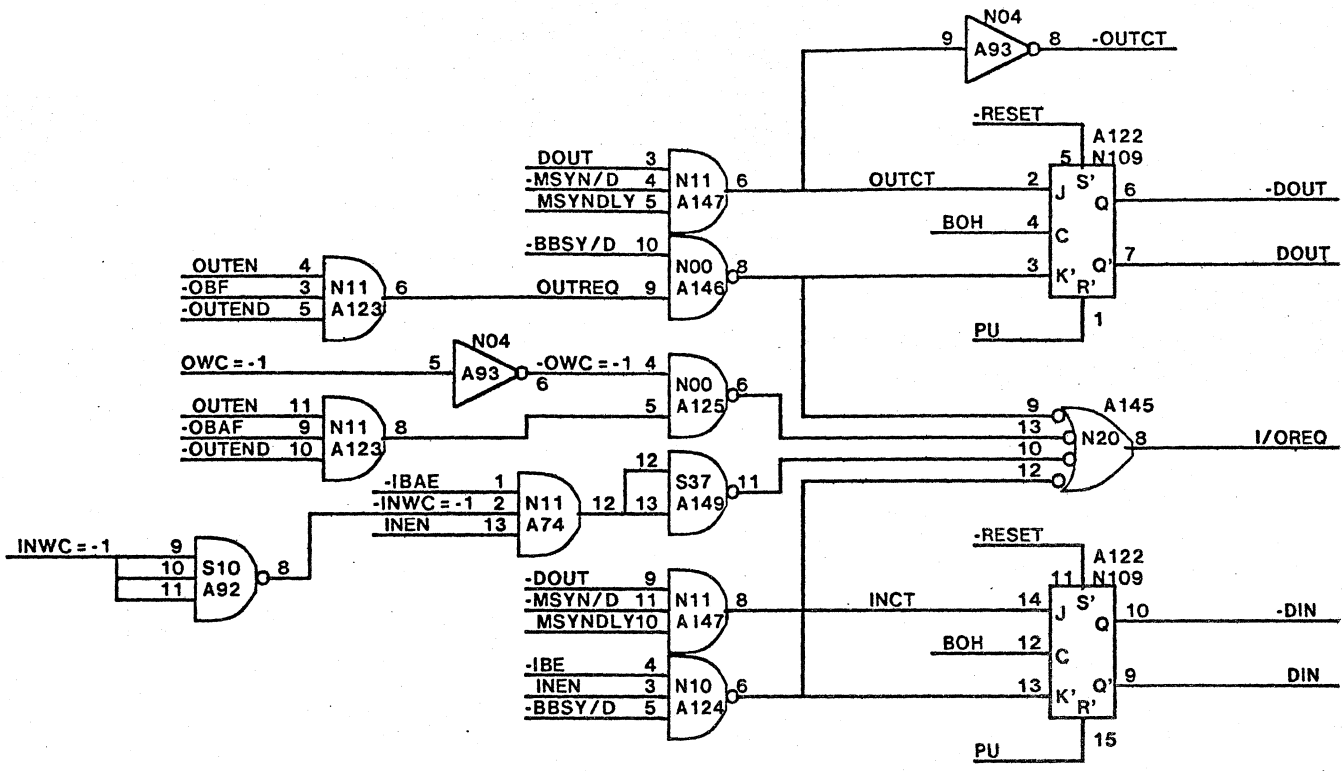 N04
9 A93 8 -OUTCT
-RESET
A122
5 N109
DOUT 3
-MSYN/D 4
MSYNDLY 5
N11
A147
6
OUTCT
2 J S' Q 6 -DOUT
BOH 4 C
-BBSY/D 10
N00
A146
8
3 K' R' Q' 7 DOUT
OUTEN 4
-OBF 3
-OUTEND 5
N11
A123
6
OUTREQ 9
PU 1
OWC = -1 5
N04
A93
6
-OWC = -1 4
5
N00
A125
6
OUTEN 11
-OBAF 9
-OUTEND 10
N11
A123
8
9
13
10
12
A145
N20
8
I/OREQ
-IBAE 1
-INWC = -1 2
INEN 13
N11
A74
12
12
13
S37
A149
11
INWC = -1 9
10
11
S10
A92
8
-RESET
A122
11 N109
-DOUT 9
-MSYN/D 11
MSYNDLY 10
N11
A147
8
INCT
14 J S' Q 10 -DIN
BOH 12 C
-IBE 4
INEN 3
-BBSY/D 5
N10
A124
6
13 K' R' Q' 9 DIN
PU 15